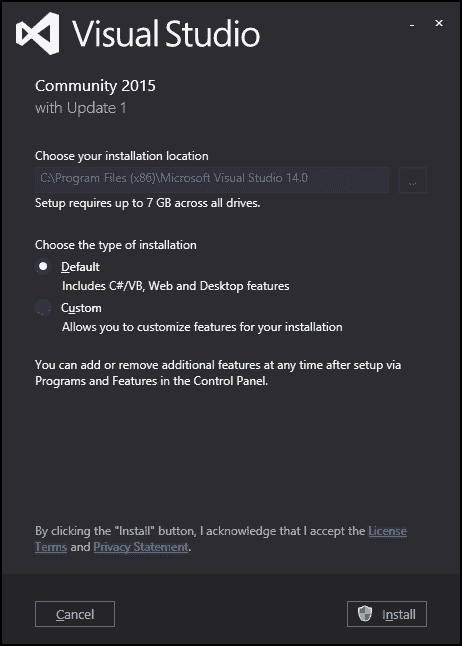 Visual Studio
Community 2015
with Update 1
Choose your installation location
C:\Program Files (x86)\Microsoft Visual Studio 14.0
...
Setup requires up to 7 GB across all drives.
Choose the type of installation
Default
Includes C#/VB, Web and Desktop features
Custom
Allows you to customize features for your installation
You can add or remove additional features at any time after setup via
Programs and Features in the Control Panel.
By clicking the "Install" button, I acknowledge that I accept the License
Terms and Privacy Statement.
Cancel
Install